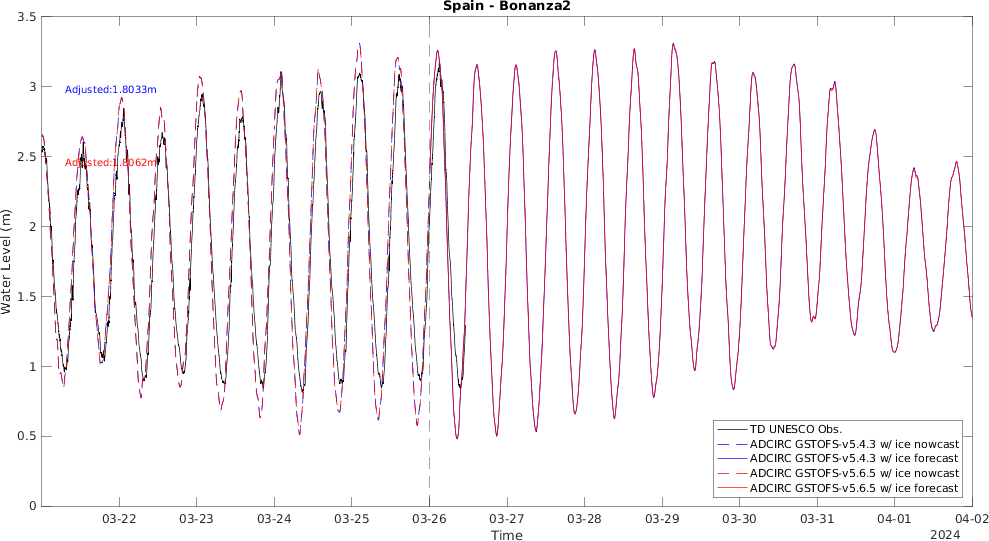 Spain - Bonanza2
3.5
3
2.5
2
1.5
1
0.5
0
Water Level (m)
Adjusted:1.8033m
Adjusted:1.8062m
TD UNESCO Obs.
ADCIRC GSTOFS-v5.4.3 w/ ice nowcast
ADCIRC GSTOFS-v5.4.3 w/ ice forecast
ADCIRC GSTOFS-v5.6.5 w/ ice nowcast
ADCIRC GSTOFS-v5.6.5 w/ ice forecast
03-22 03-23 03-24 03-25 03-26 03-27 03-28 03-29 03-30 03-31 04-01 04-02
Time
2024